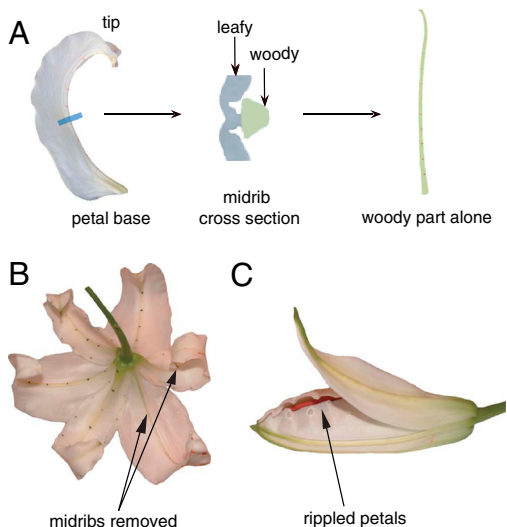 A
tip
leafy
woody
petal base
midrib
cross section
woody part alone
B
C
midribs removed
rippled petals